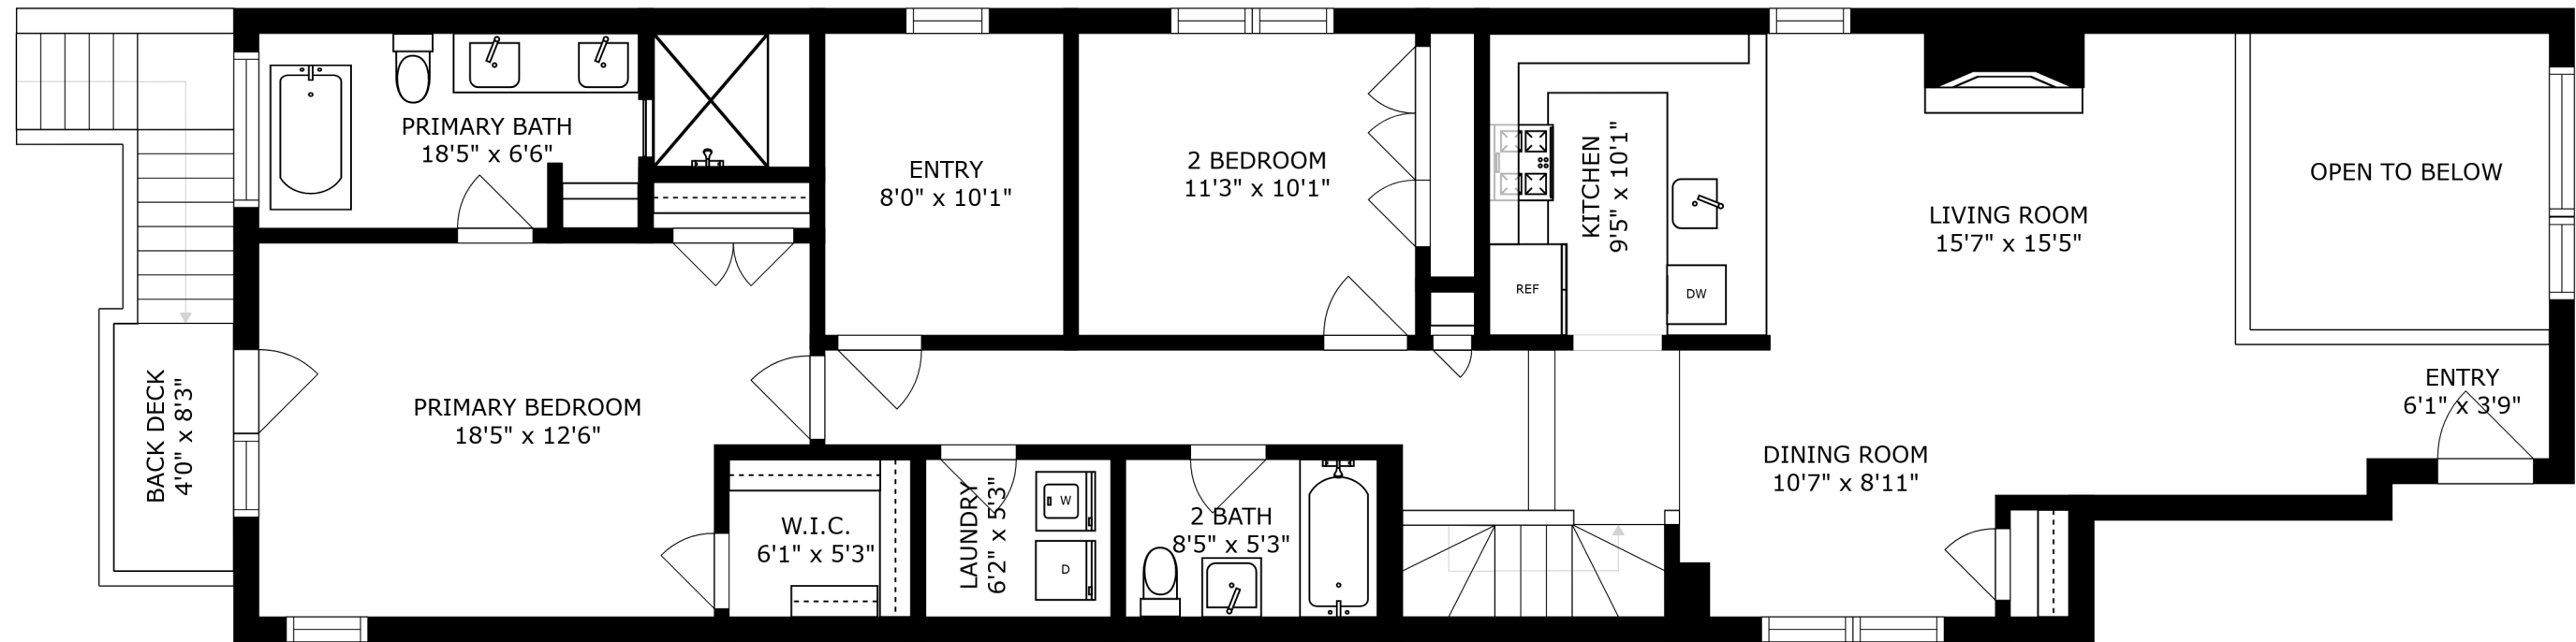 PRIMARY BATH
18'5" x 6'6"
ENTRY
8'0" x 10'1"
2 BEDROOM
11'3" x 10'1"
KITCHEN
9'5" x 10'1"
REF
DW
LIVING ROOM
15'7" x 15'5"
OPEN TO BELOW
BACK DECK
4'0" x 8'3"
PRIMARY BEDROOM
18'5" x 12'6"
ENTRY
6'1" x 3'9"
DINING ROOM
10'7" x 8'11"
W.I.C.
6'1" x 5'3"
LAUNDRY
6'2" x 5'3"
W
D
2 BATH
8'5" x 5'3"